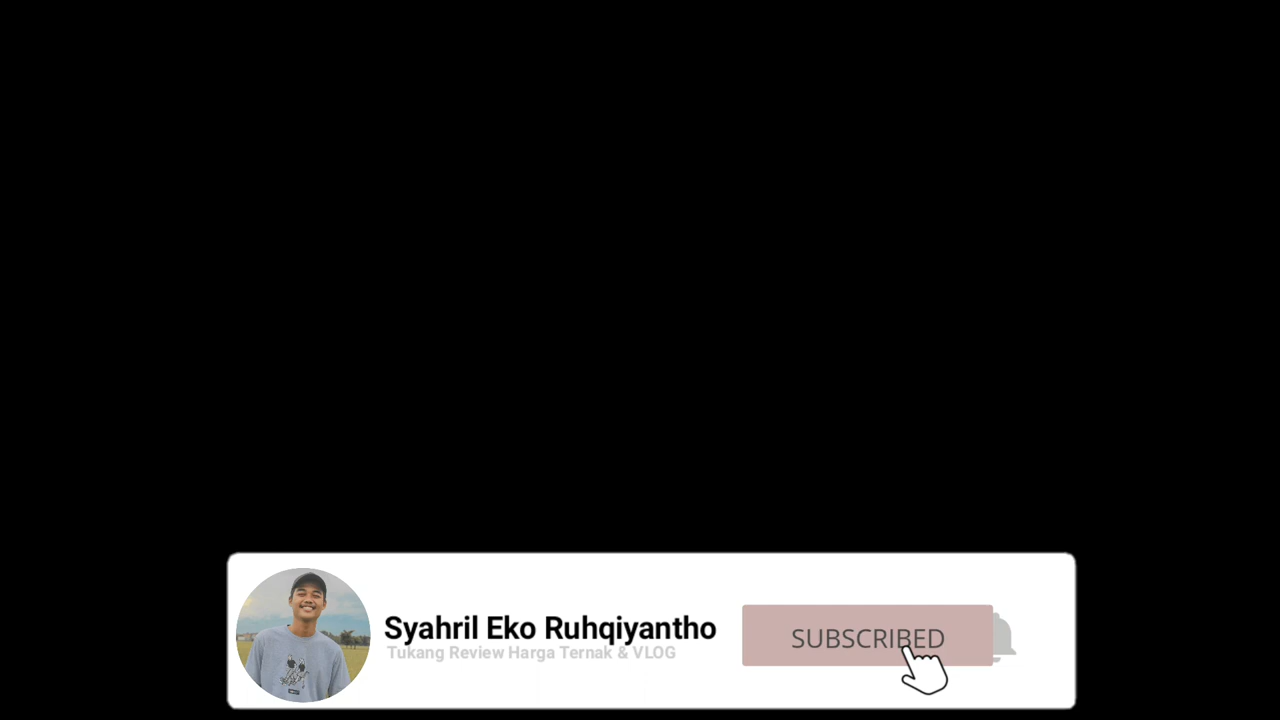 Syahril Eko Ruhqiyantho
Tukang Review Harga Ternak & VLOG
SUBSCRIBED